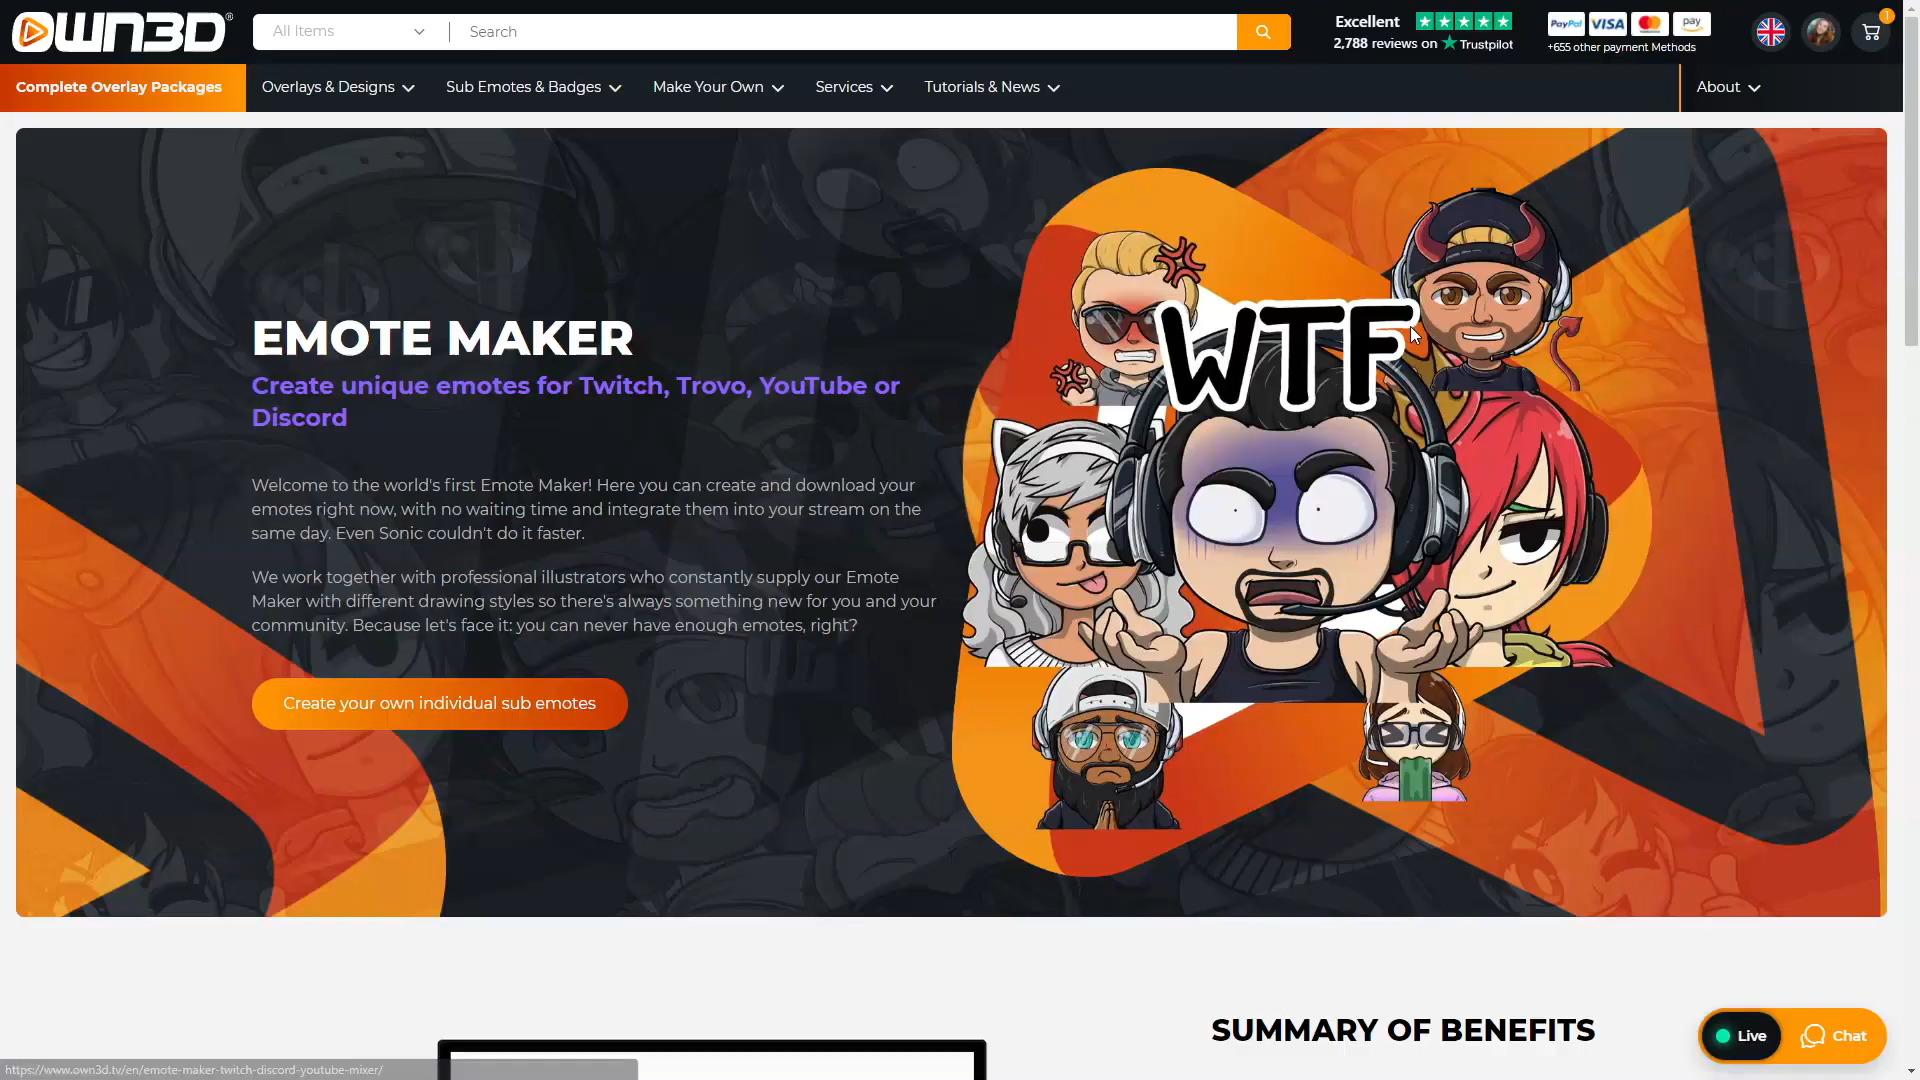 OWN3D®
All Items
Search
Excellent
2,788 reviews on Trustpilot
PayPal VISA mastercard pay
+655 other payment Methods
1
Complete Overlay Packages
Overlays & Designs
Sub Emotes & Badges
Make Your Own
Services
Tutorials & News
About
EMOTE MAKER
Create unique emotes for Twitch, Trovo, YouTube or
Discord
Welcome to the world's first Emote Maker! Here you can create and download your
emotes right now, with no waiting time and integrate them into your stream on the
same day. Even Sonic couldn't do it faster.
We work together with professional illustrators who constantly supply our Emote
Maker with different drawing styles so there's always something new for you and your
community. Because let's face it: you can never have enough emotes, right?
Create your own individual sub emotes
WTF
SUMMARY OF BENEFITS
Live
Chat
https://www.own3d.tv/en/emote-maker-twitch-discord-youtube-mixer/